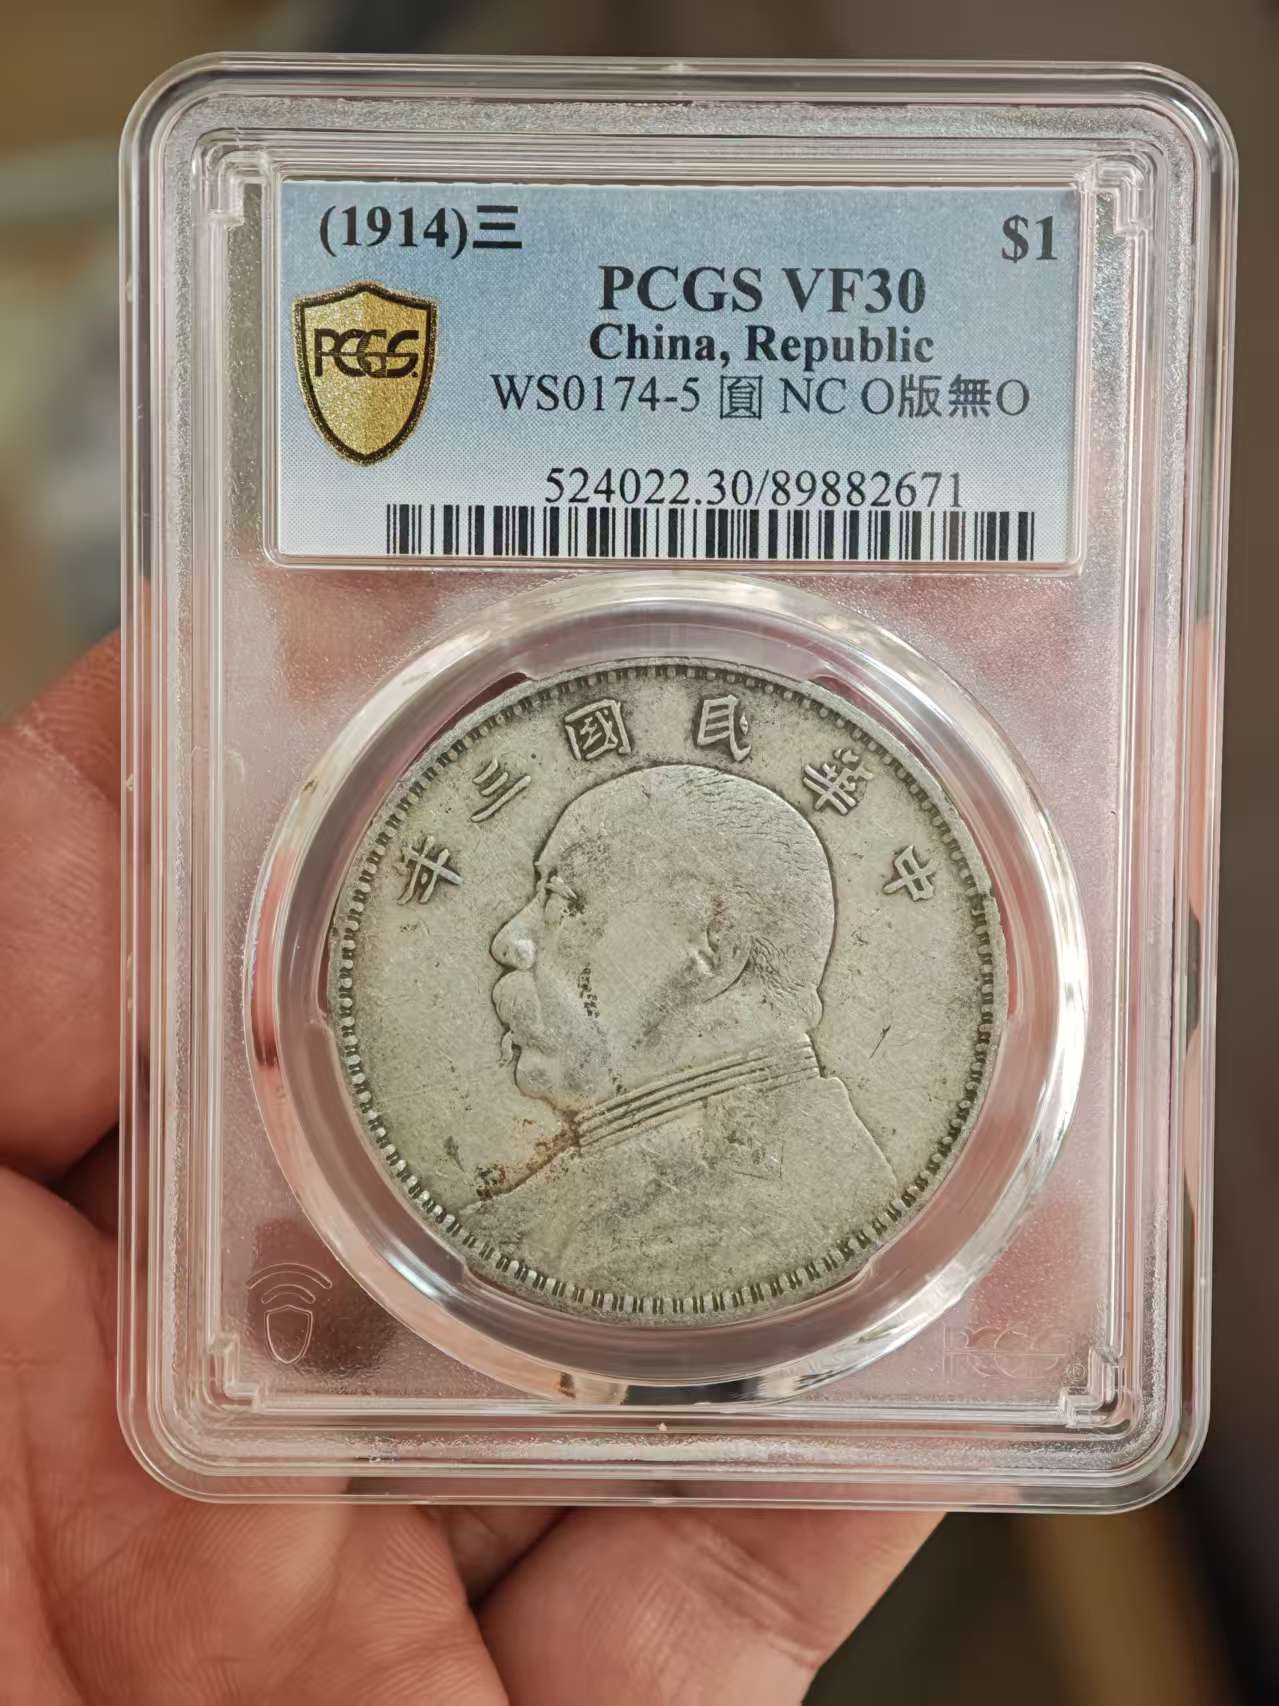 (1914)三
$1
PCGS VF30
PCGS
China, Republic
WS0174-5 圓 NC O版無O
524022.30/89882671
中華民國三年
PCGS